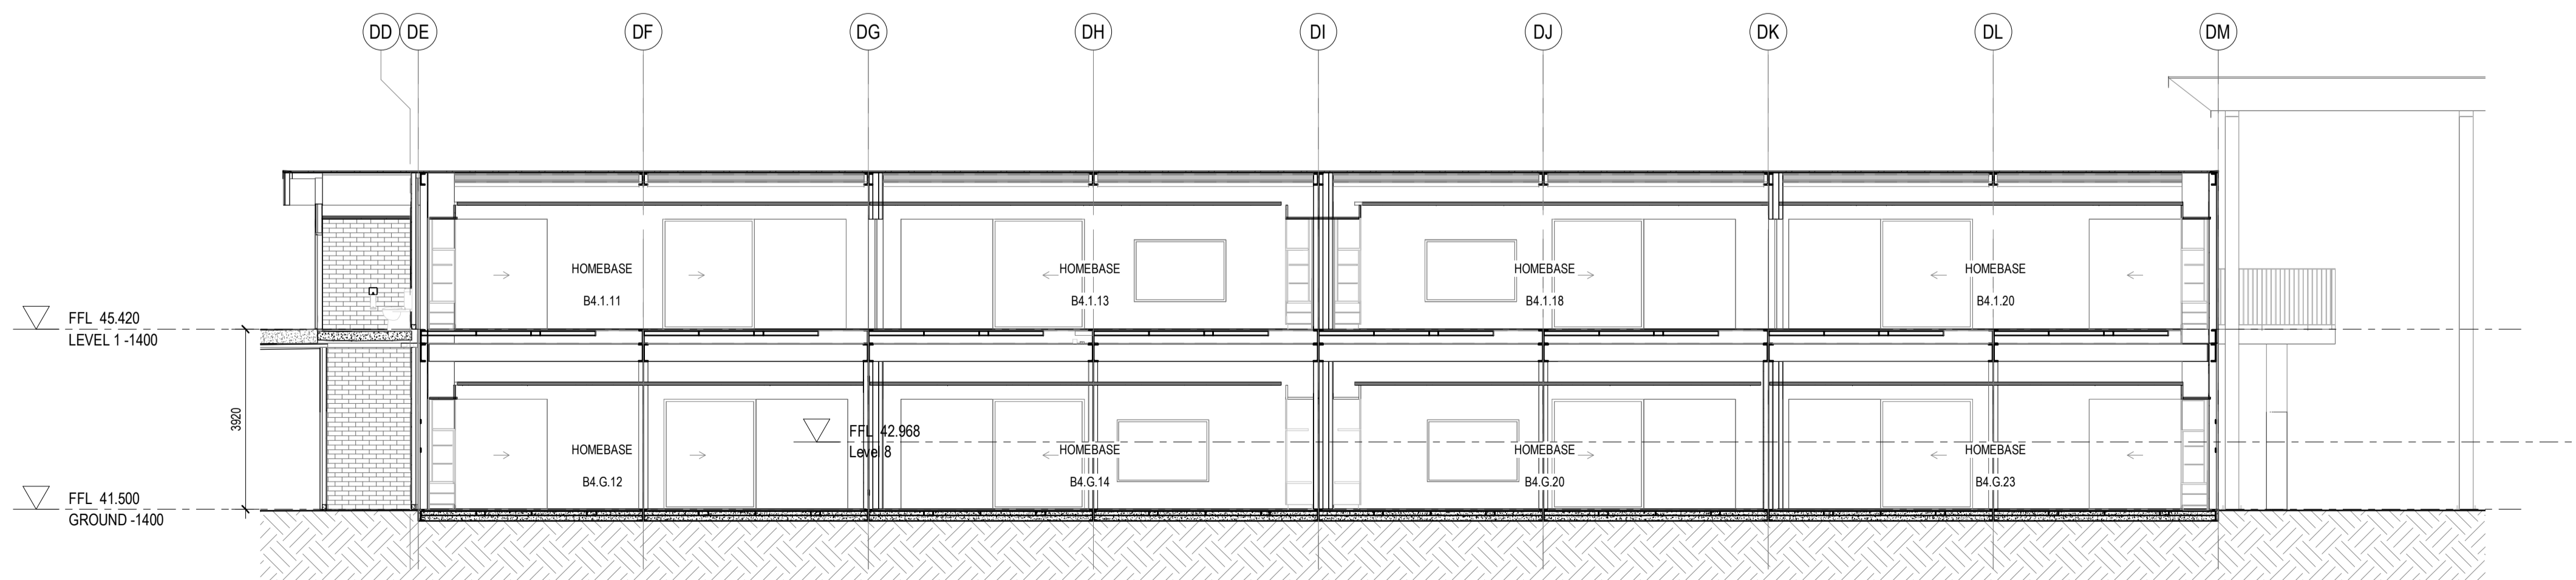 DD DE DF DG DH DI DJ DK DL DM
HOMEBASE HOMEBASE HOMEBASE HOMEBASE
B4.1.11 B4.1.13 B4.1.18 B4.1.20
FFL 45.420
LEVEL 1 -1400
3920
FFL 42.968
Level 8
HOMEBASE HOMEBASE HOMEBASE HOMEBASE
B4.G.12 B4.G.14 B4.G.20 B4.G.23
FFL 41.500
GROUND -1400